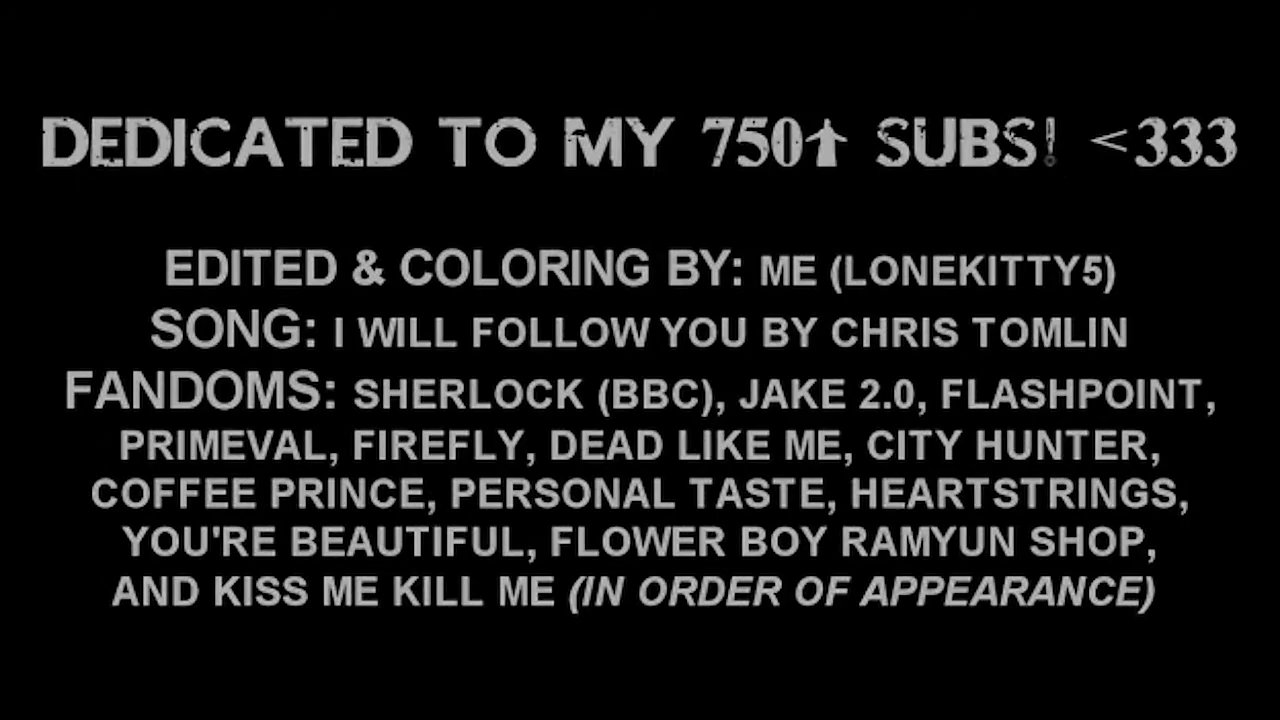 DEDICATED TO MY 750+ SUBS! <333
EDITED & COLORING BY: ME (LONEKITTY5)
SONG: I WILL FOLLOW YOU BY CHRIS TOMLIN
FANDOMS: SHERLOCK (BBC), JAKE 2.0, FLASHPOINT,
PRIMEVAL, FIREFLY, DEAD LIKE ME, CITY HUNTER,
COFFEE PRINCE, PERSONAL TASTE, HEARTSTRINGS,
YOU'RE BEAUTIFUL, FLOWER BOY RAMYUN SHOP,
AND KISS ME KILL ME (IN ORDER OF APPEARANCE)